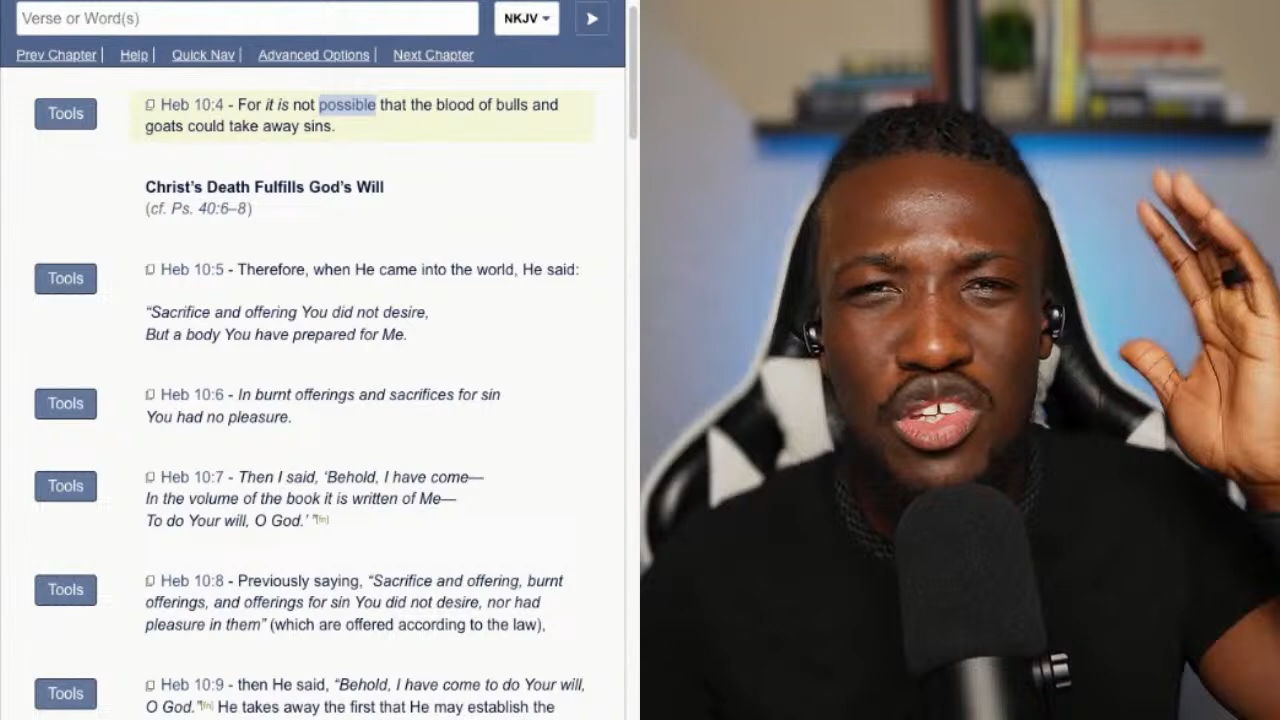 Verse or Word(s)
NKJV
Prev Chapter | Help | Quick Nav | Advanced Options | Next Chapter
Tools
Heb 10:4 - For it is not possible that the blood of bulls and
goats could take away sins.
Christ's Death Fulfills God's Will
(cf. Ps. 40:6–8)
Tools
Heb 10:5 - Therefore, when He came into the world, He said:
“Sacrifice and offering You did not desire,
But a body You have prepared for Me.
Tools
Heb 10:6 - In burnt offerings and sacrifices for sin
You had no pleasure.
Tools
Heb 10:7 - Then I said, ‘Behold, I have come—
In the volume of the book it is written of Me—
To do Your will, O God.’ ”[fn]
Tools
Heb 10:8 - Previously saying, “Sacrifice and offering, burnt
offerings, and offerings for sin You did not desire, nor had
pleasure in them” (which are offered according to the law),
Tools
Heb 10:9 - then He said, “Behold, I have come to do Your will,
O God.”[fn] He takes away the first that He may establish the